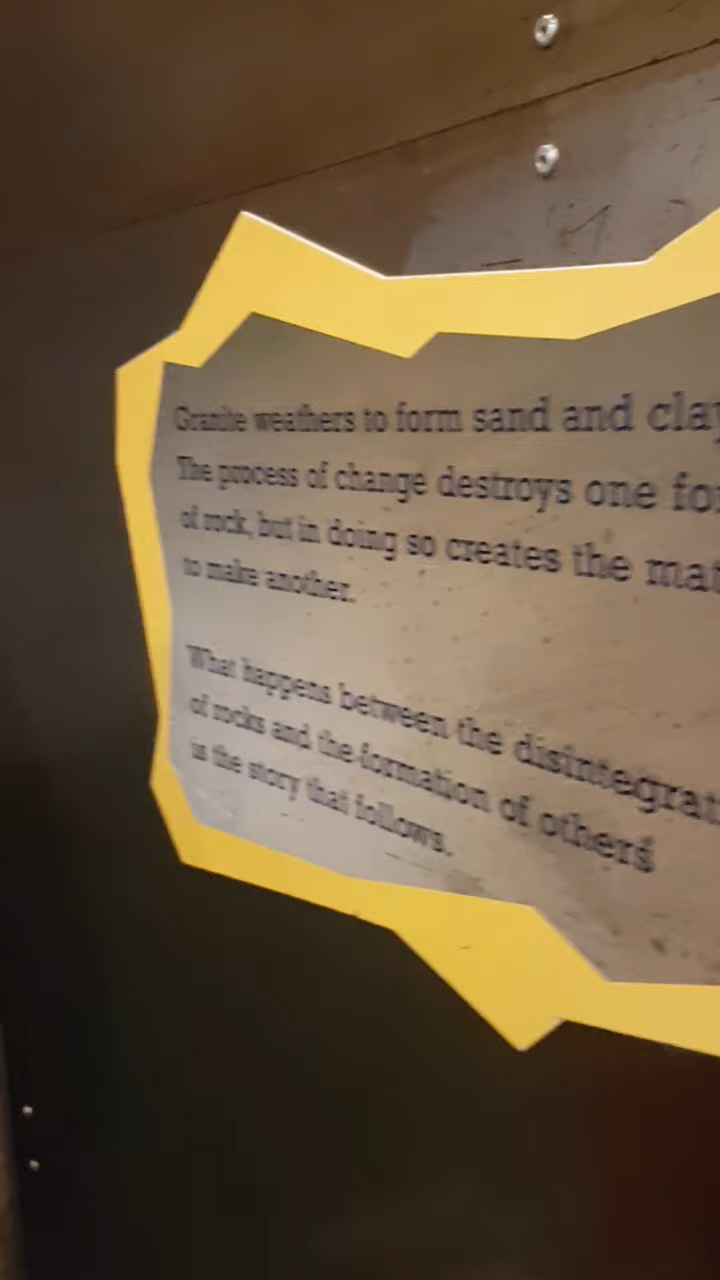 Granite weathers to form sand and clay
The process of change destroys one
of rock, but in doing so creates the
to make another.
What happens between the
of rocks and the formation of others
is the story that follows.